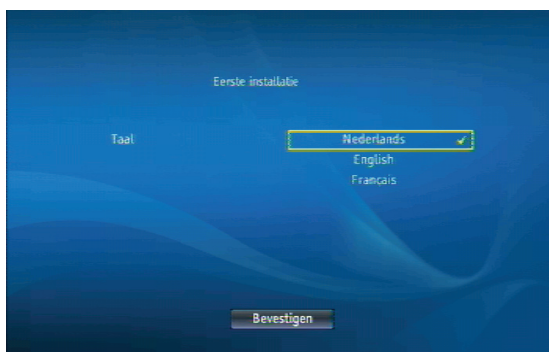 Eerste installatie
Taal
Nederlands
English
Français
Bevestigen